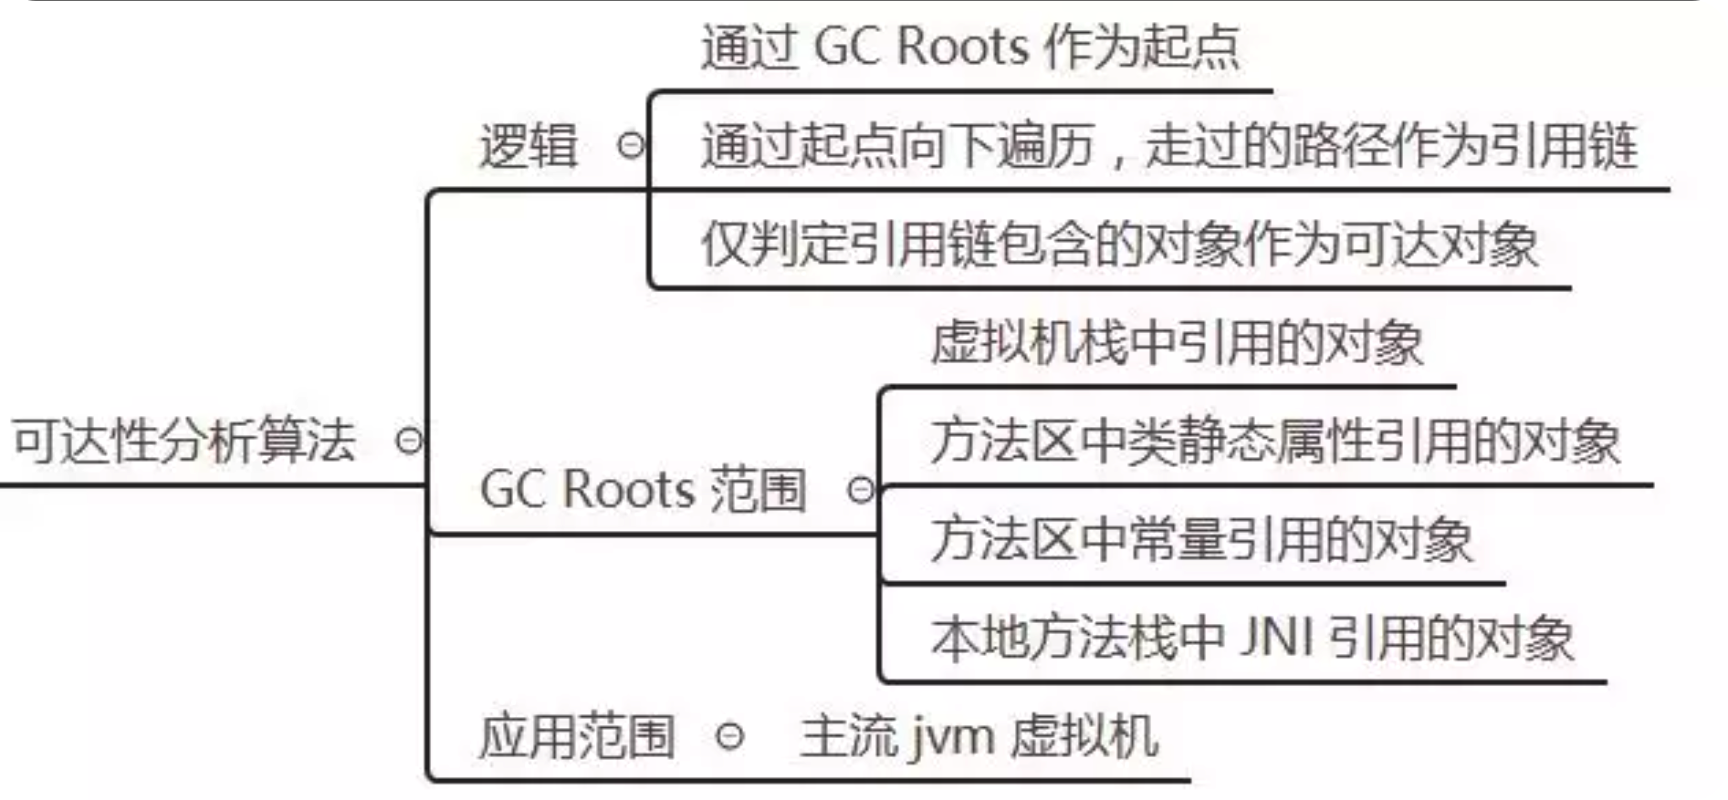 通过 GC Roots 作为起点
逻辑
通过起点向下遍历，走过的路径作为引用链
仅判定引用链包含的对象作为可达对象
虚拟机栈中引用的对象
可达性分析算法
方法区中类静态属性引用的对象
GC Roots 范围
方法区中常量引用的对象
本地方法栈中 JNI 引用的对象
应用范围
主流 jvm 虚拟机